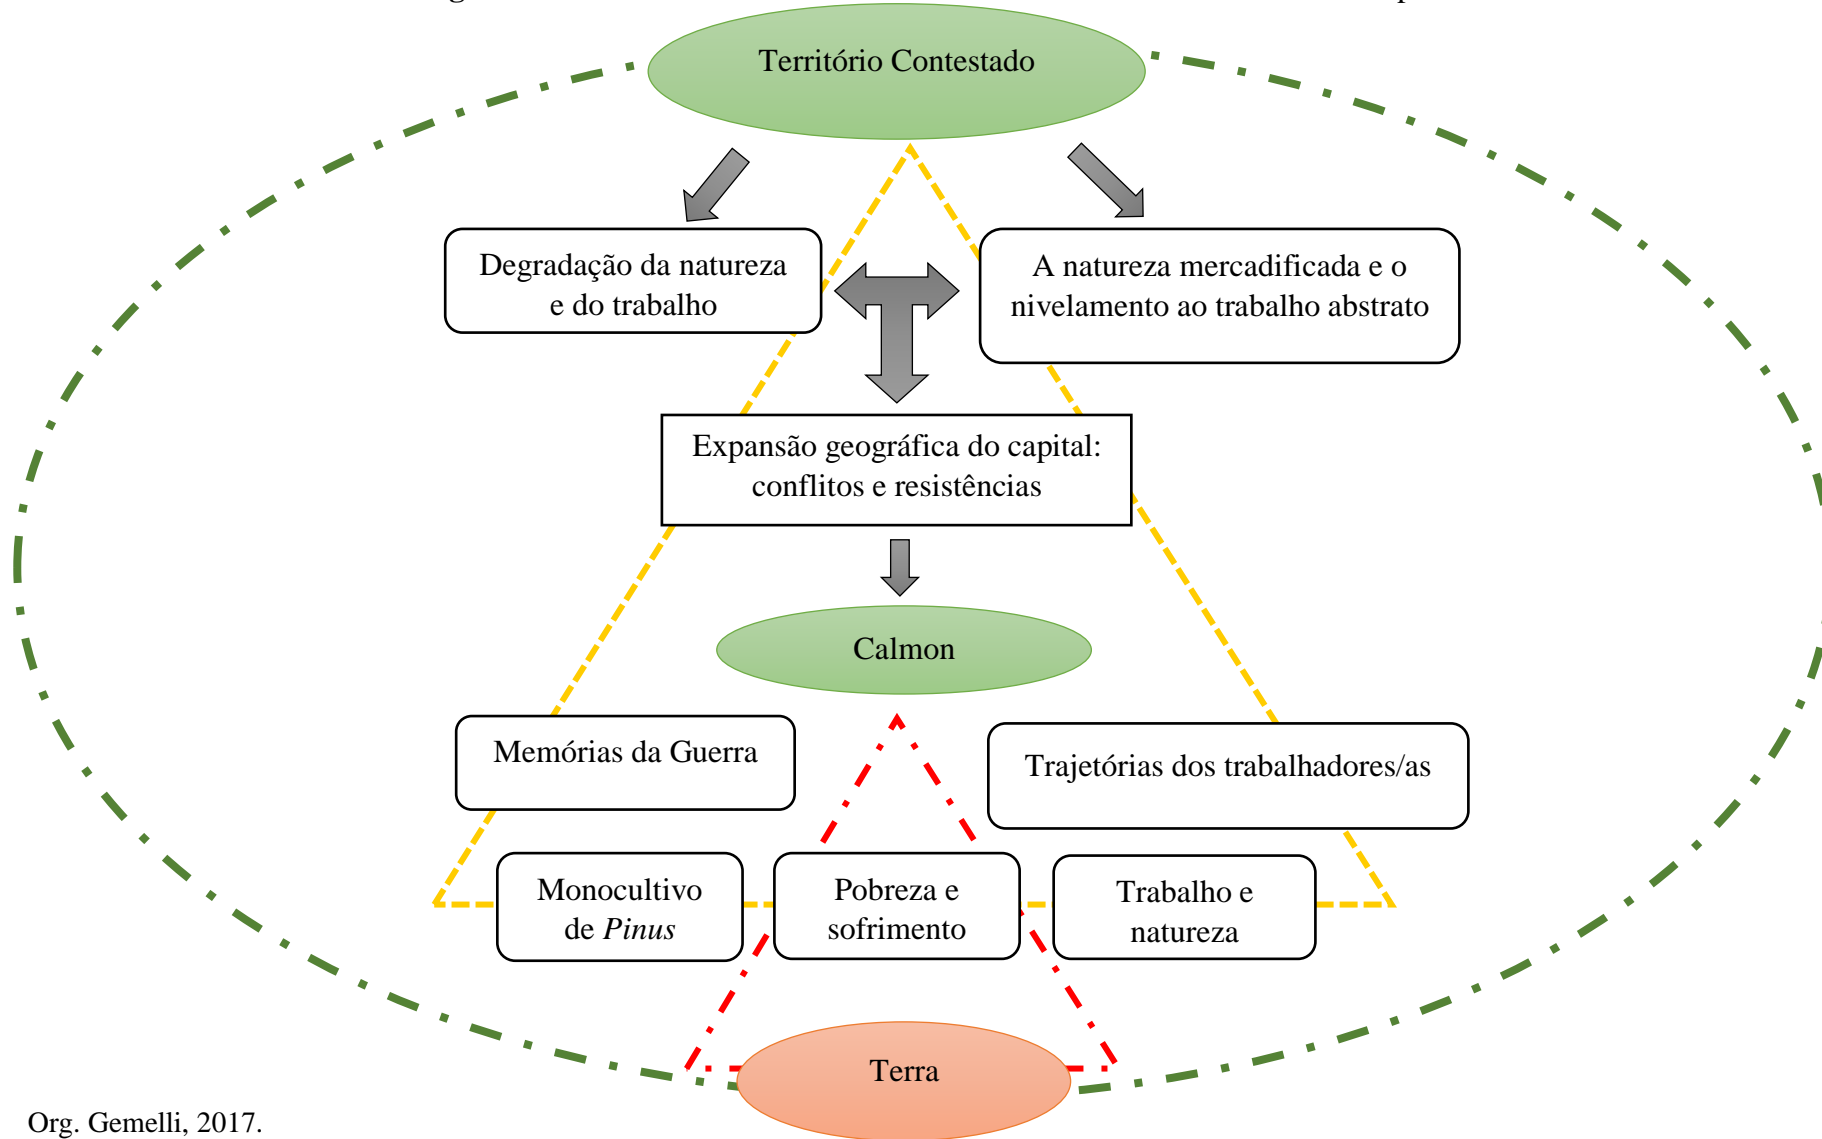 Território Contestado
Degradação da natureza
e do trabalho
A natureza mercadificada e o
nivelamento ao trabalho abstrato
Expansão geográfica do capital:
conflitos e resistências
Calmon
Memórias da Guerra
Trajetórias dos trabalhadores/as
Monocultivo
de Pinus
Pobreza e
sofrimento
Trabalho e
natureza
Terra
Org. Gemelli, 2017.